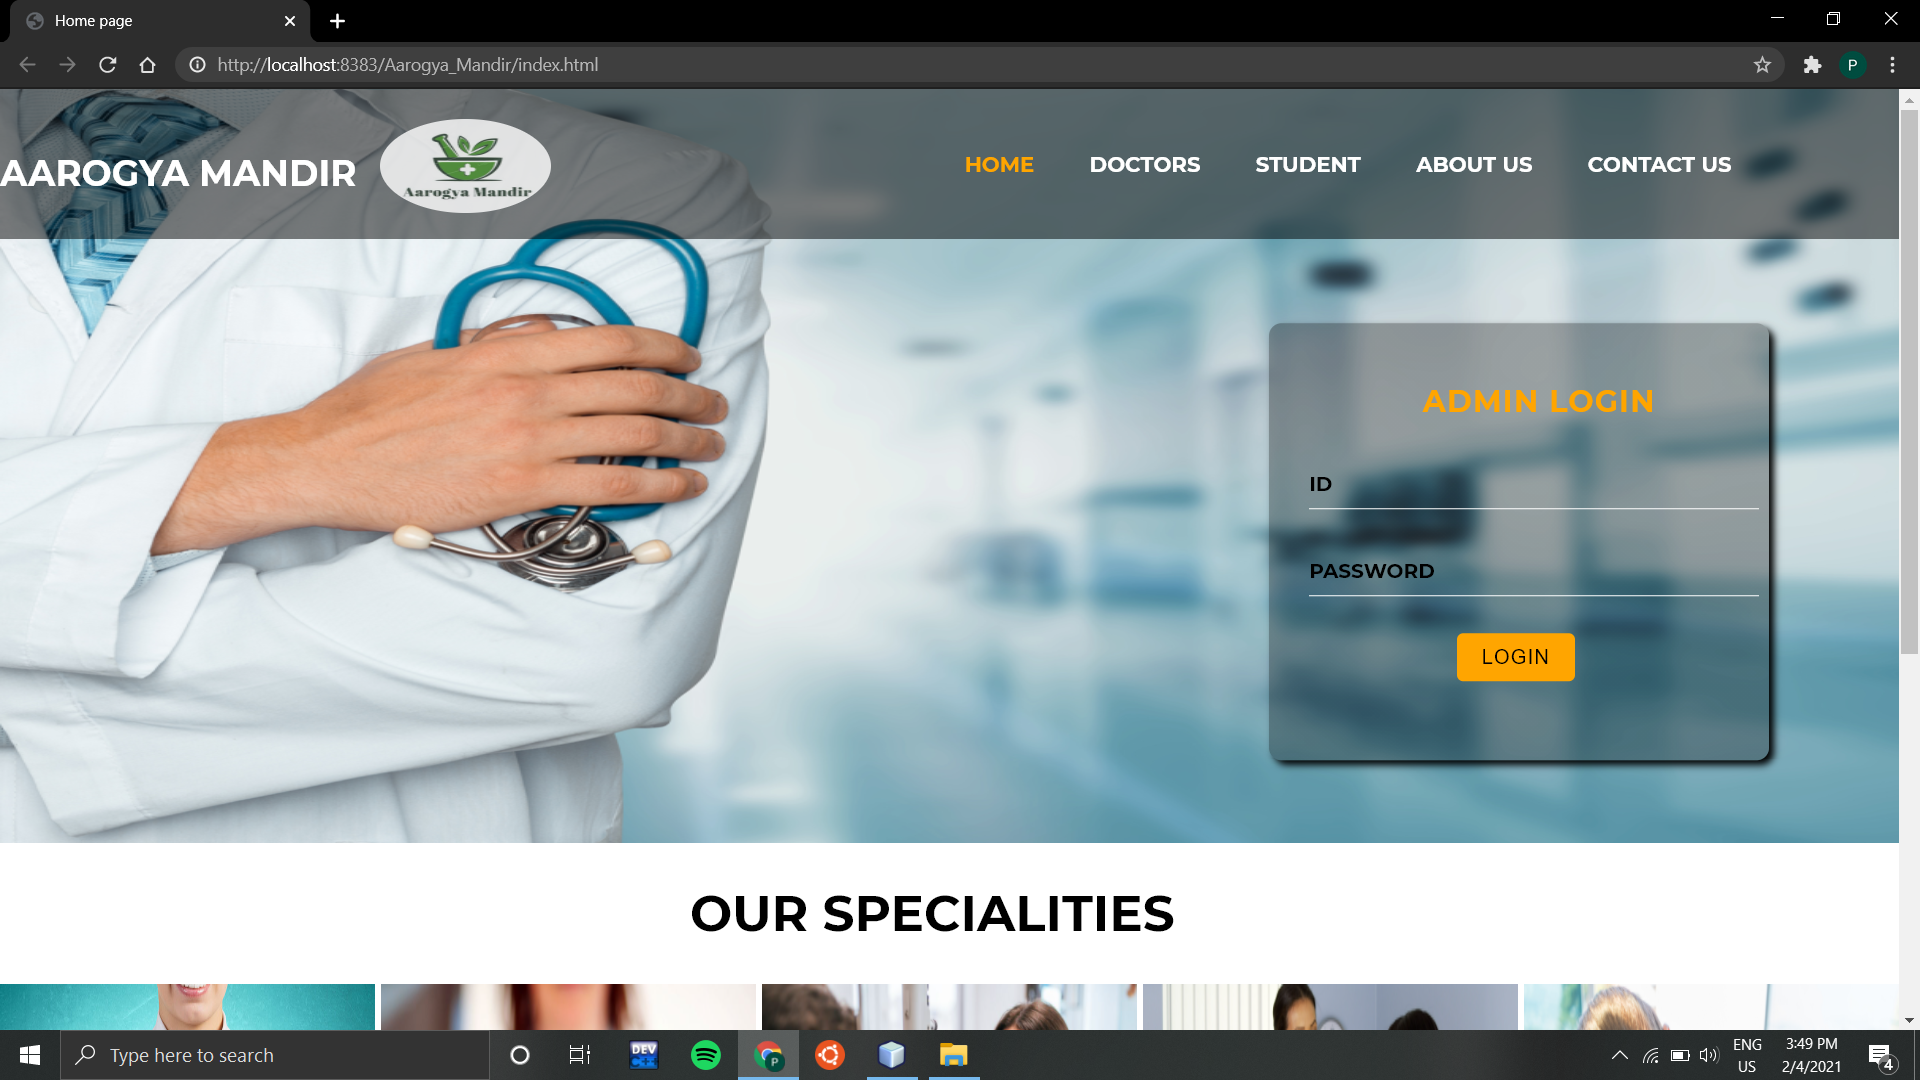 Home page
http://localhost:8383/Aarogya_Mandir/index.html
P
AAROGYA MANDIR
Aarogya Mandir
HOME DOCTORS STUDENT ABOUT US CONTACT US
ADMIN LOGIN
ID
PASSWORD
LOGIN
OUR SPECIALITIES
Type here to search
DEV
C++
P
ENG
US
3:49 PM
2/4/2021
4